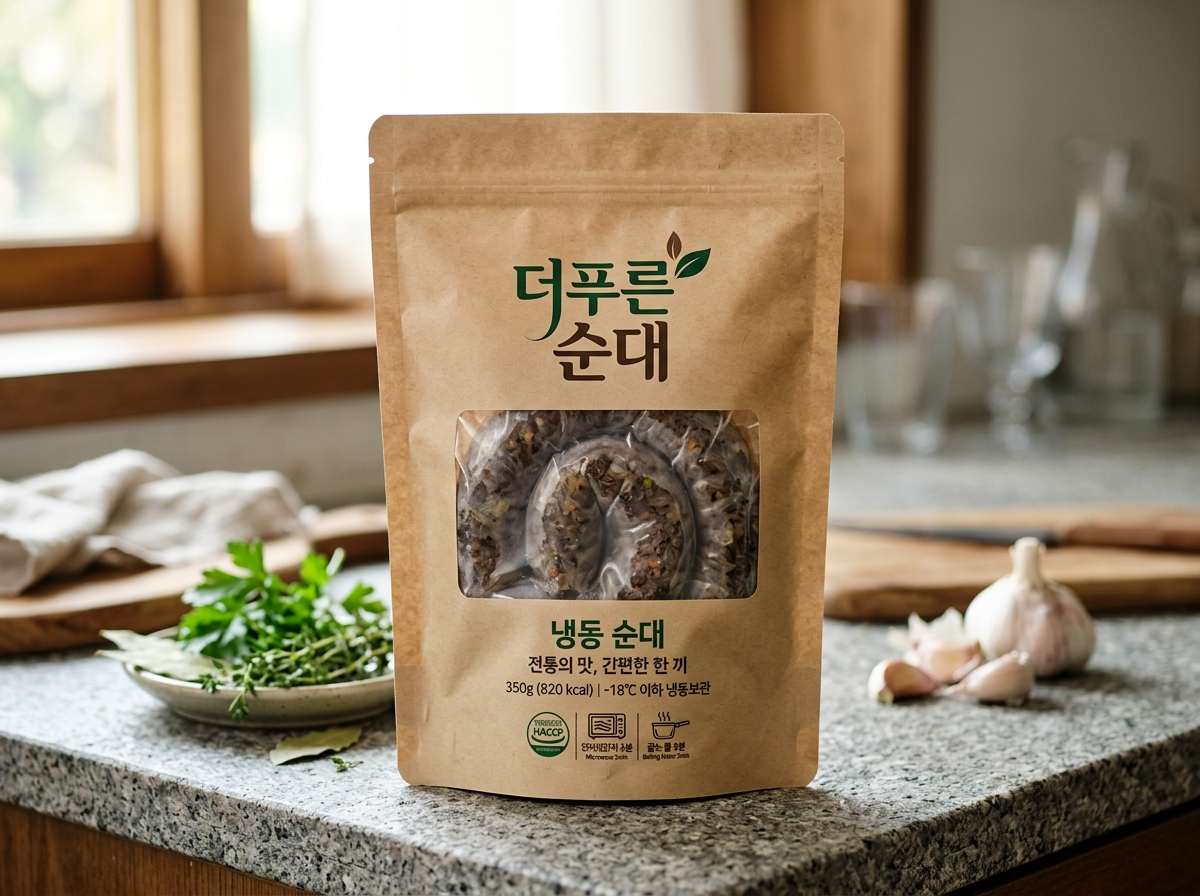 더푸른
순대
냉동 순대
전통의 맛, 간편한 한 끼
350g (820 kcal) | -18℃ 이하 냉동보관
HACCP